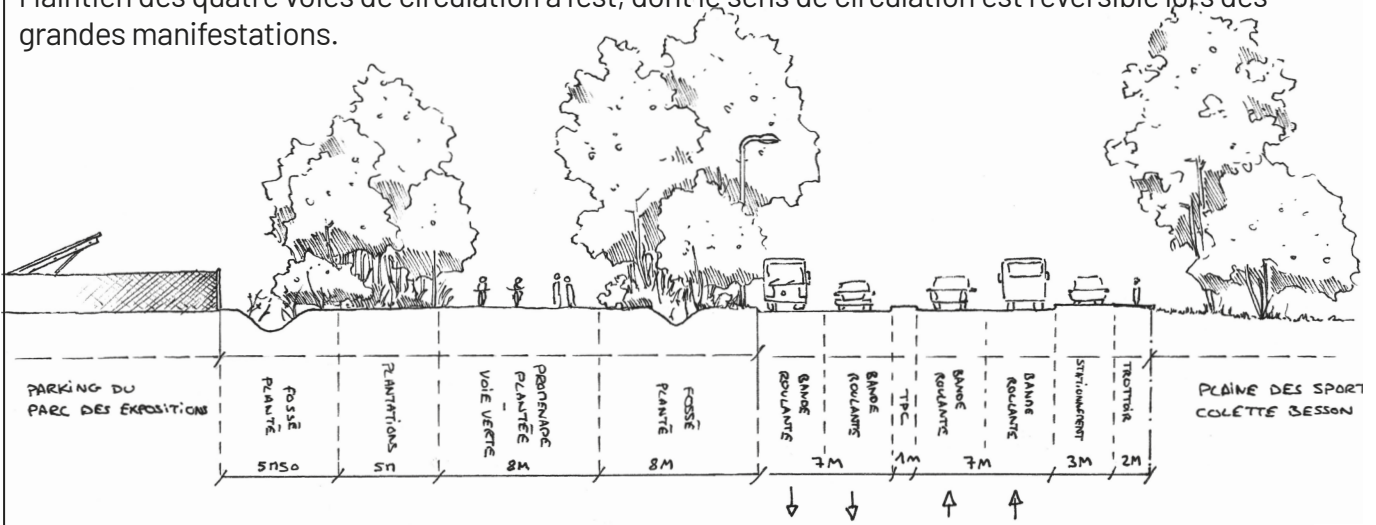 Maintien des quatre voies de circulation à l'est, dont le sens de circulation est réversible lors des
grandes manifestations.
PARKING DU
PARC DES EXPOSITIONS
FOSSÉ
PLANTÉ
PLANTATIONS
PROMENADE
PLANTÉE
VOIE VERTE
FOSSÉ
PLANTÉ
BANDE
ROULANTE
BANDE
ROULANTE
TPC
BANDE
ROULANTE
BANDE
ROULANTE
STATIONNEMENT
TROTTOIR
PLAINE DES SPORT
COLETTE BESSON
5M50
5M
8M
8M
7M
1M
7M
3M
2M